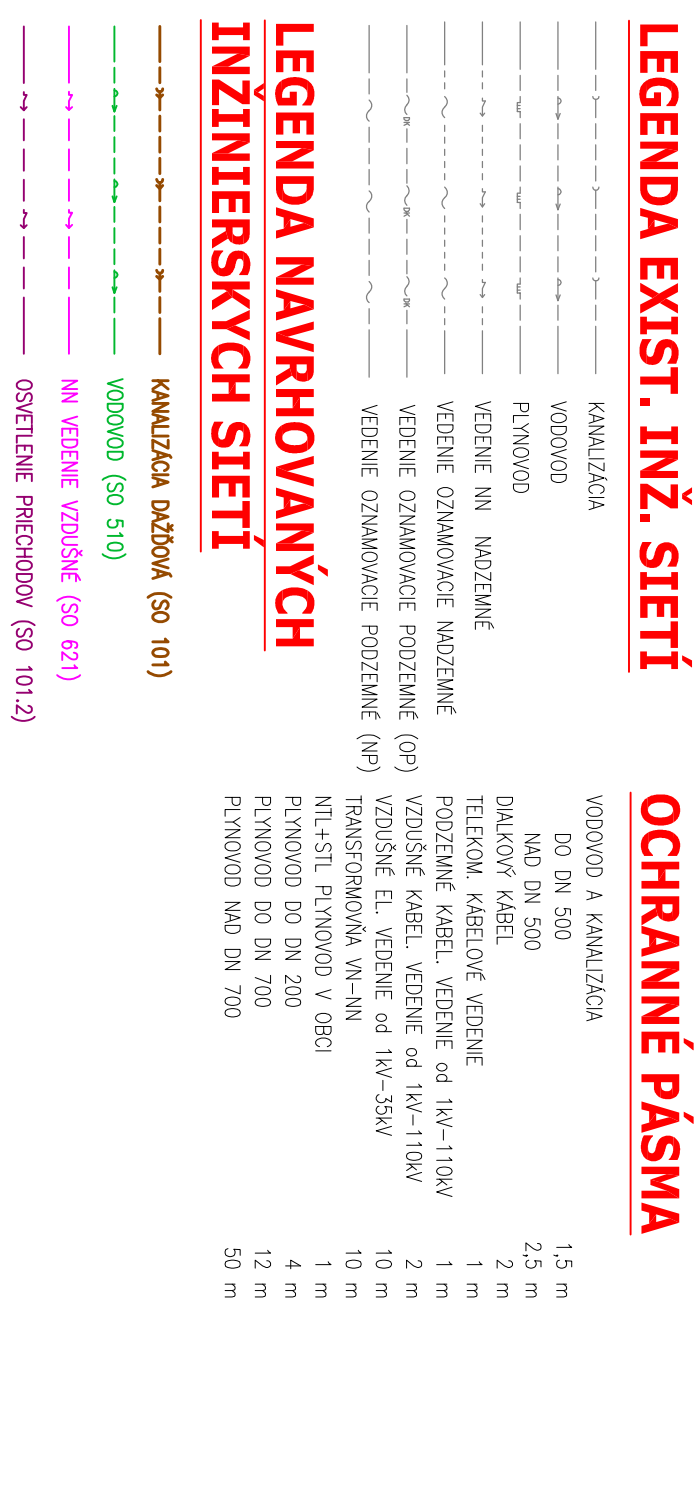 LEGENDA EXIST. INŽ. SIETÍ
KANALIZÁCIA
VODOVOD
PLYNOVOD
VEDENIE NN NADZEMNÉ
VEDENIE OZNAMOVACIE NADZEMNÉ
DK DK DK VEDENIE OZNAMOVACIE PODZEMNÉ (OP)
VEDENIE OZNAMOVACIE PODZEMNÉ (NP)
LEGENDA NAVRHOVANÝCH
INŽINIERSKYCH SIETÍ
KANALIZÁCIA DAŽĎOVÁ (SO 101)
VODOVOD (SO 510)
NN VEDENIE VZDUŠNÉ (SO 621)
OSVETLENIE PRIECHODOV (SO 101.2)
OCHRANNÉ PÁSMA
VODOVOD A KANALIZÁCIA
DO DN 500 1,5 m
NAD DN 500 2,5 m
DIALKOVÝ KÁBEL 2 m
TELEKOM. KÁBELOVÉ VEDENIE 1 m
PODZEMNÉ KABEL. VEDENIE od 1kV-110kV 1 m
VZDUŠNÉ KABEL. VEDENIE od 1kV-110kV 2 m
VZDUŠNÉ EL. VEDENIE od 1kV-35kV 10 m
TRANSFORMOVŇA VN-NN 10 m
NTL+STL PLYNOVOD V OBCI 1 m
PLYNOVOD DO DN 200 4 m
PLYNOVOD DO DN 700 12 m
PLYNOVOD NAD DN 700 50 m